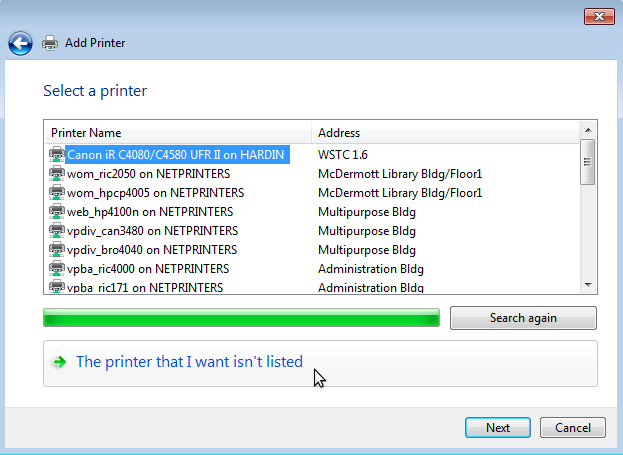 Add Printer
Select a printer
Printer Name Address
Canon iR C4080/C4580 UFR II on HARDIN WSTC 1.6
wom_ric2050 on NETPRINTERS McDermott Library Bldg/Floor1
wom_hpcp4005 on NETPRINTERS McDermott Library Bldg/Floor1
web_hp4100n on NETPRINTERS Multipurpose Bldg
vpdiv_can3480 on NETPRINTERS Multipurpose Bldg
vpdiv_bro4040 on NETPRINTERS Multipurpose Bldg
vpba_ric4000 on NETPRINTERS Administration Bldg
vpba_ric171 on NETPRINTERS Administration Bldg
Search again
The printer that I want isn't listed
Next Cancel